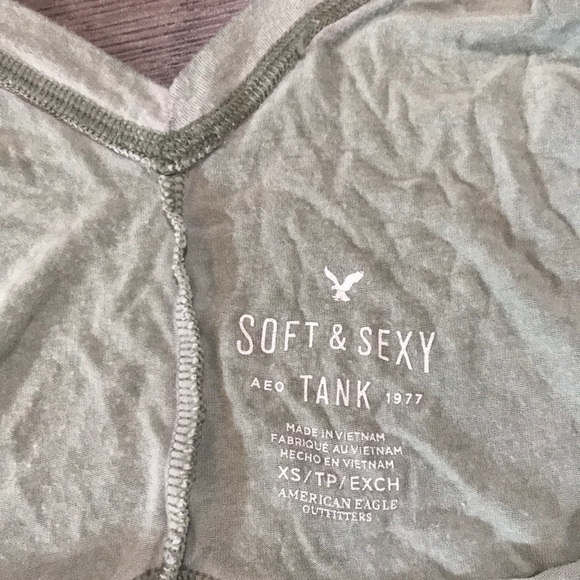 SOFT & SEXY
AEO TANK 1977
MADE IN VIETNAM
FABRIQUÉ AU VIETNAM
HECHO EN VIETNAM
XS/TP/EXCH
AMERICAN EAGLE
OUTFITTERS